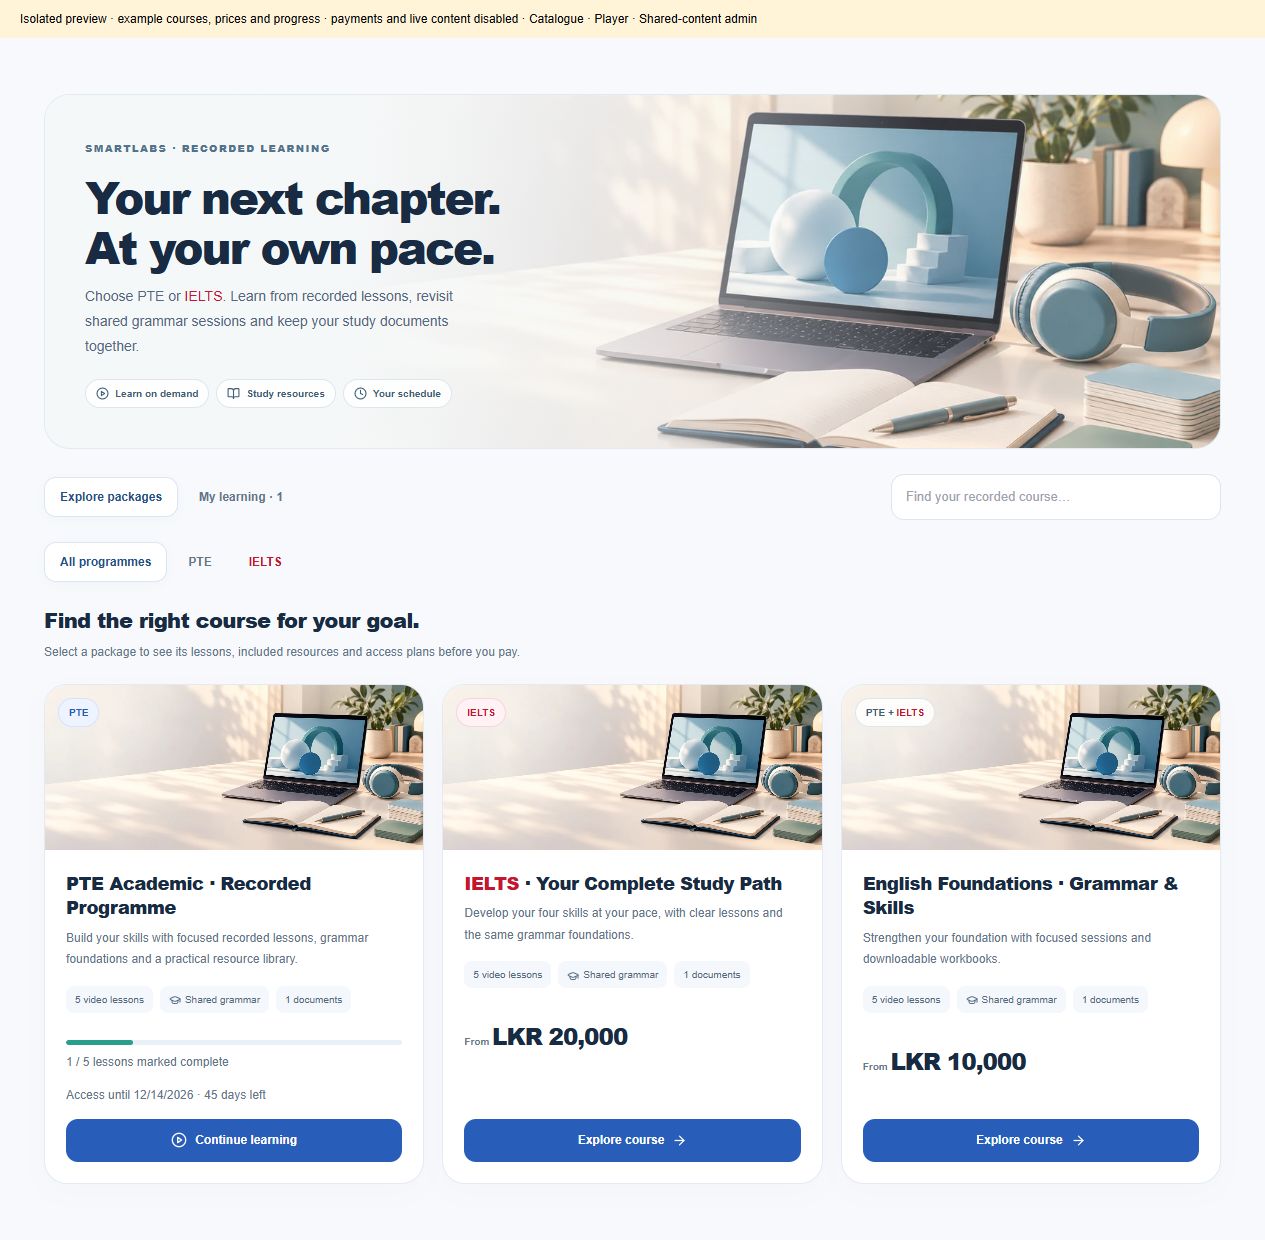 Isolated preview · example courses, prices and progress · payments and live content disabled · Catalogue · Player · Shared-content admin
SMARTLABS · RECORDED LEARNING
Your next chapter.
At your own pace.
Choose PTE or IELTS. Learn from recorded lessons, revisit
shared grammar sessions and keep your study documents
together.
Learn on demand
Study resources
Your schedule
Explore packages
My learning · 1
Find your recorded course...
All programmes
PTE
IELTS
Find the right course for your goal.
Select a package to see its lessons, included resources and access plans before you pay.
PTE
PTE Academic · Recorded
Programme
Build your skills with focused recorded lessons, grammar
foundations and a practical resource library.
5 video lessons
Shared grammar
1 documents
1 / 5 lessons marked complete
Access until 12/14/2026 · 45 days left
Continue learning
IELTS
IELTS · Your Complete Study Path
Develop your four skills at your pace, with clear lessons and
the same grammar foundations.
5 video lessons
Shared grammar
1 documents
From LKR 20,000
Explore course
PTE + IELTS
English Foundations · Grammar &
Skills
Strengthen your foundation with focused sessions and
downloadable workbooks.
5 video lessons
Shared grammar
1 documents
From LKR 10,000
Explore course